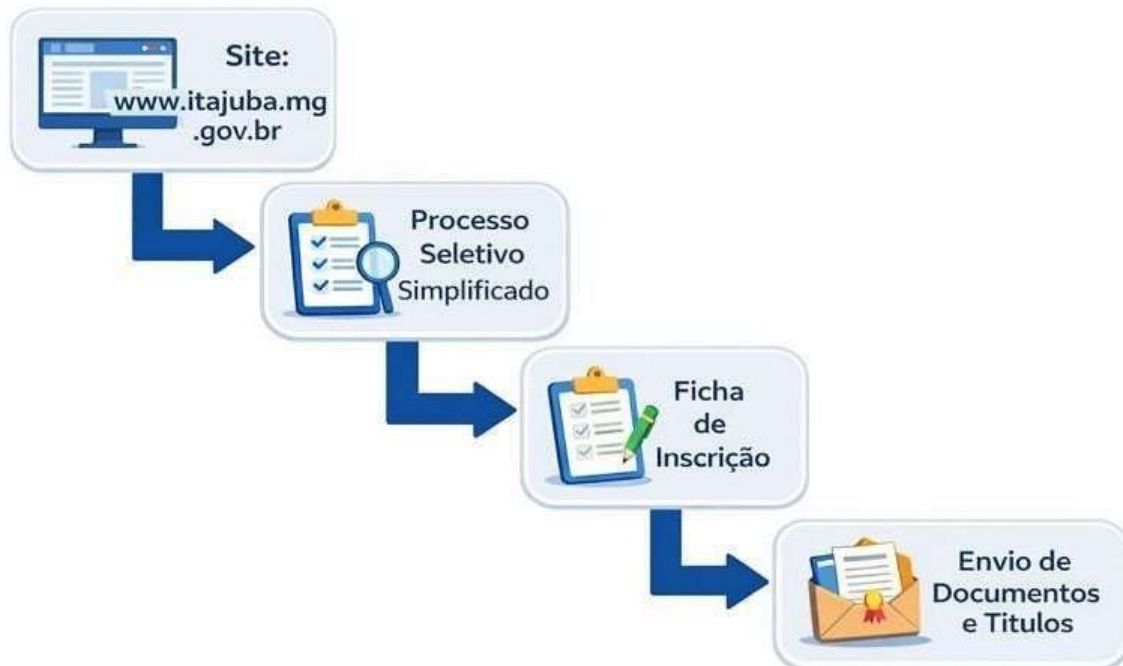 Site:
www.itajuba.mg
.gov.br
Processo
Seletivo
Simplificado
Ficha
de
Inscrição
Envio de
Documentos
e Titulos